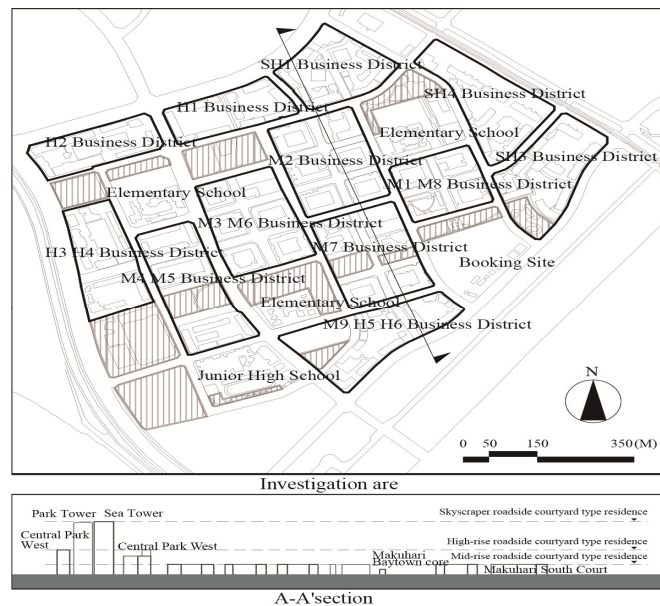 SH1 Business District
SH4 Business District
H1 Business District
H2 Business District
Elementary School
M2 Business District
SH3 Business District
M1 M8 Business District
Elementary School
M3 M6 Business District
H3 H4 Business District
M7 Business District
Booking Site
M4 M5 Business District
Elementary School
M9 H5 H6 Business District
Junior High School
N
0 50 150 350 (M)
Investigation are
Park Tower Sea Tower
Skyscraper roadside courtyard type residence
Central Park
West
High-rise roadside courtyard type residence
Central Park West
Makuhari
Baytown core
Mid-rise roadside courtyard type residence
Makuhari South Court
A-A'section